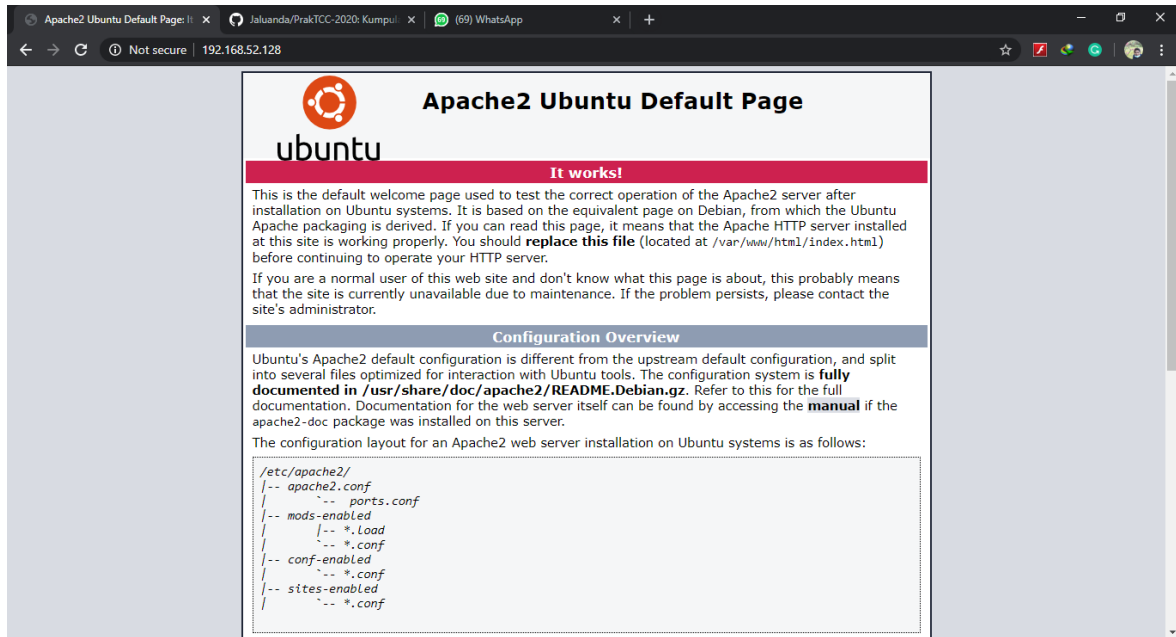 Apache2 Ubuntu Default Page: It
Jaluanda/PrakTCC-2020: Kumpul
(69) WhatsApp
Not secure 192.168.52.128
ubuntu
Apache2 Ubuntu Default Page
It works!
This is the default welcome page used to test the correct operation of the Apache2 server after
installation on Ubuntu systems. It is based on the equivalent page on Debian, from which the Ubuntu
Apache packaging is derived. If you can read this page, it means that the Apache HTTP server installed
at this site is working properly. You should replace this file (located at /var/www/html/index.html)
before continuing to operate your HTTP server.
If you are a normal user of this web site and don't know what this page is about, this probably means
that the site is currently unavailable due to maintenance. If the problem persists, please contact the
site's administrator.
Configuration Overview
Ubuntu's Apache2 default configuration is different from the upstream default configuration, and split
into several files optimized for interaction with Ubuntu tools. The configuration system is fully
documented in /usr/share/doc/apache2/README.Debian.gz. Refer to this for the full
documentation. Documentation for the web server itself can be found by accessing the manual if the
apache2-doc package was installed on this server.
The configuration layout for an Apache2 web server installation on Ubuntu systems is as follows:
/etc/apache2/
|-- apache2.conf
|       `--  ports.conf
|-- mods-enabled
|       |-- *.load
|       `-- *.conf
|-- conf-enabled
|       `-- *.conf
|-- sites-enabled
|       `-- *.conf